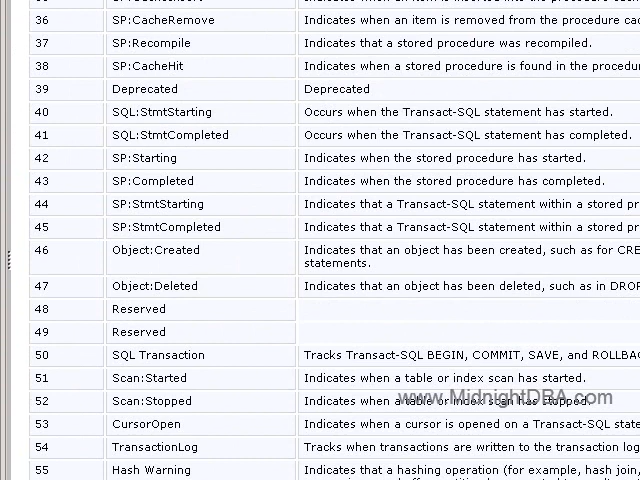 36 SP:CacheRemove Indicates when an item is removed from the procedure
37 SP:Recompile Indicates that a stored procedure was recompiled.
38 SP:CacheHit Indicates when a stored procedure is found in the
39 Deprecated Deprecated
40 SQL:StmtStarting Occurs when the Transact-SQL statement has started.
41 SQL:StmtCompleted Occurs when the Transact-SQL statement has completed.
42 SP:Starting Indicates when the stored procedure has started.
43 SP:Completed Indicates when the stored procedure has completed.
44 SP:StmtStarting Indicates that a Transact-SQL statement within a stored pr
45 SP:StmtCompleted Indicates that a Transact-SQL statement within a stored pr
46 Object:Created Indicates that an object has been created, such as for CRE
statements.
47 Object:Deleted Indicates that an object has been deleted, such as in DROP
48 Reserved
49 Reserved
50 SQL Transaction Tracks Transact-SQL BEGIN, COMMIT, SAVE, and ROLLBA
51 Scan:Started Indicates when a table or index scan has started.
52 Scan:Stopped Indicates when a table or index scan has stopped.
www.MidnightDBA.com
53 CursorOpen Indicates when a cursor is opened on a Transact-SQL state
54 TransactionLog Tracks when transactions are written to the transaction log
55 Hash Warning Indicates that a hashing operation (for example, hash join,